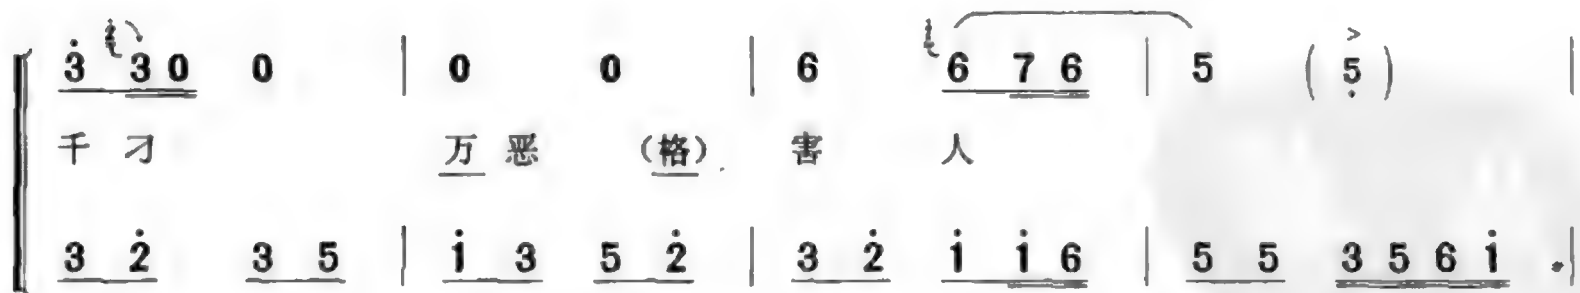 3̇ 3 0 0 | 0 0 | 6 6 7 6 | 5 ( 5̣ ) |
千 刁 万 恶 (格) 害 人
3 2̇ 3 5 | 1̇ 3 5 2̇ | 3 2̇ 1̇ 1̇ 6 | 5 5 3 5 6 1̇ |